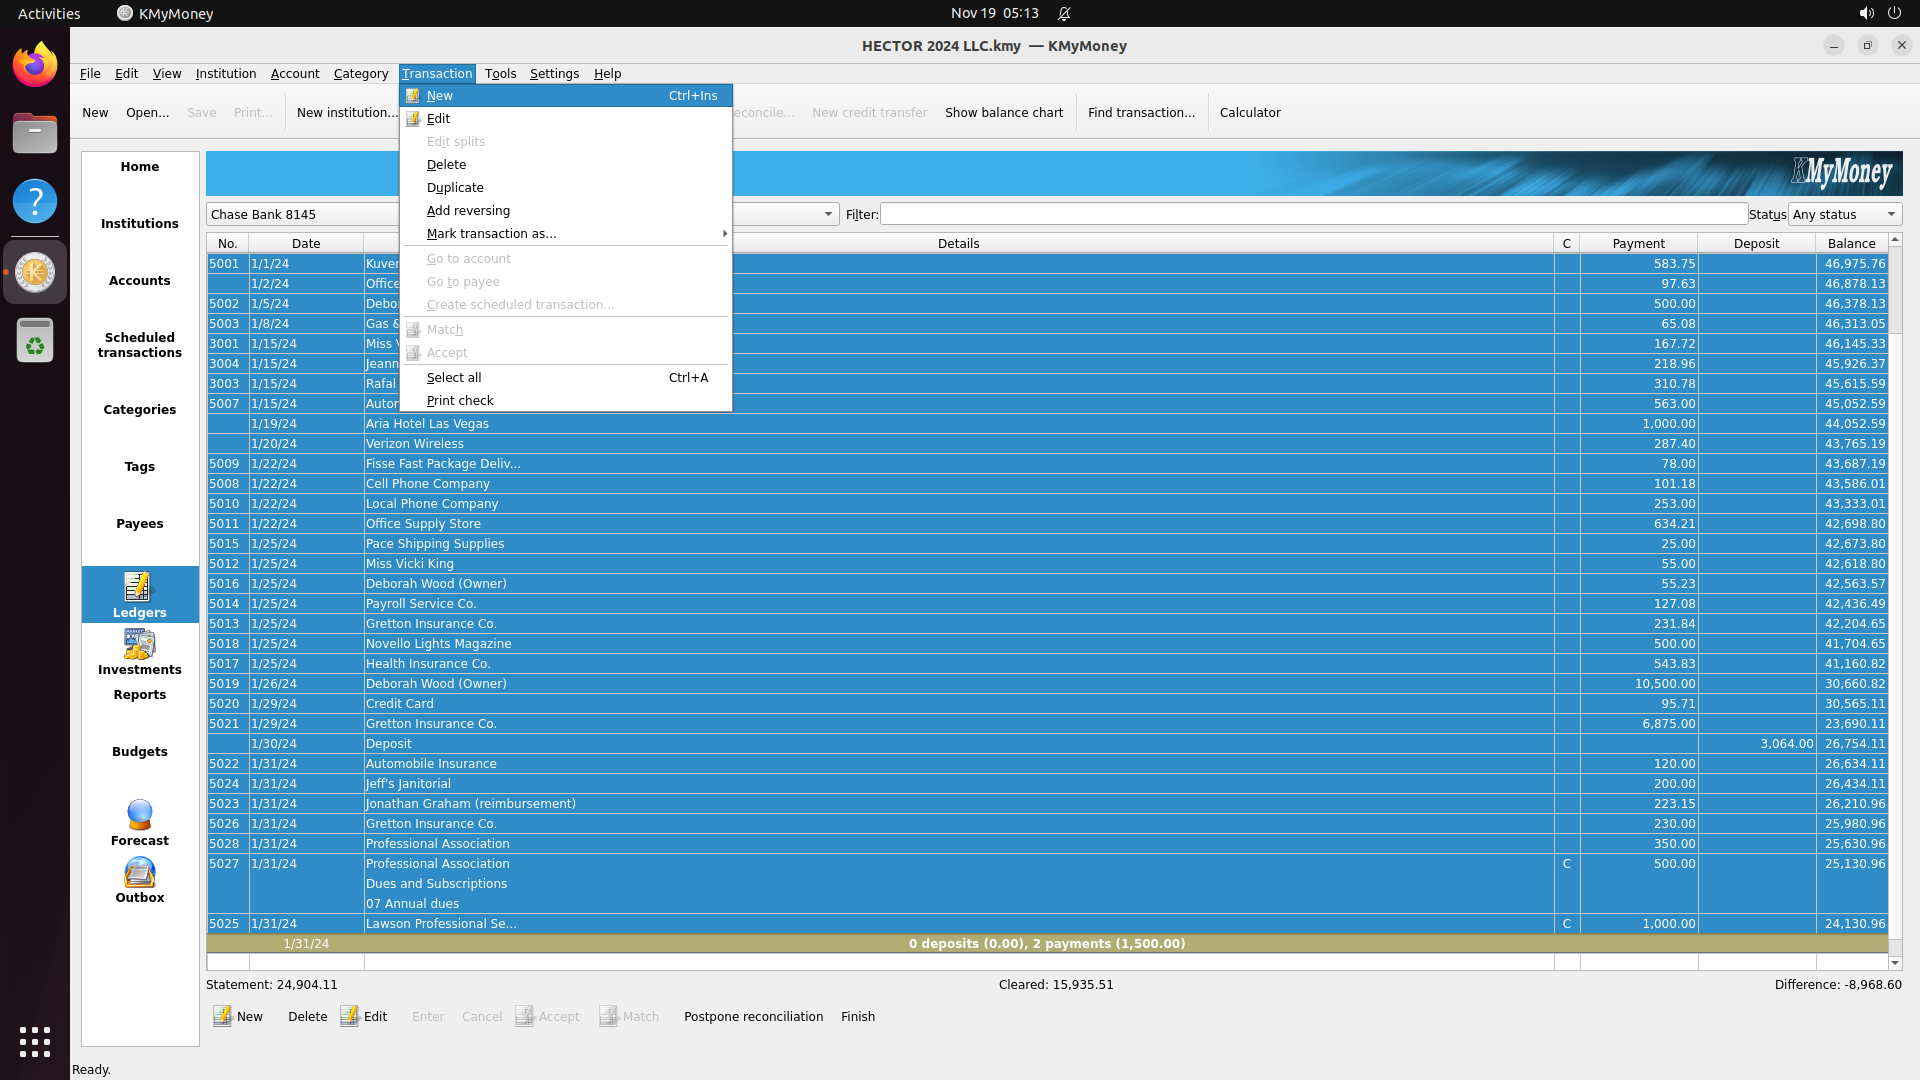 Activities KMyMoney Nov 19 05:13
HECTOR 2024 LLC.kmy — KMyMoney
File Edit View Institution Account Category Transaction Tools Settings Help
New Open... Save Print... New institution... econcile... New credit transfer Show balance chart Find transaction... Calculator
New Ctrl+Ins
Edit
Edit splits
Delete
Duplicate
Add reversing
Mark transaction as...
Go to account
Go to payee
Create scheduled transaction...
Match
Accept
Select all Ctrl+A
Print check
Home
Institutions
Accounts
Scheduled
transactions
Categories
Tags
Payees
Ledgers
Investments
Reports
Budgets
Forecast
Outbox
KMyMoney
Chase Bank 8145 Filter: Status Any status
No. Date Details C Payment Deposit Balance
5001 1/1/24 Kuver 583.75 46,975.76
1/2/24 Office 97.63 46,878.13
5002 1/5/24 Debo 500.00 46,378.13
5003 1/8/24 Gas & 65.08 46,313.05
3001 1/15/24 Miss V 167.72 46,145.33
3004 1/15/24 Jeann 218.96 45,926.37
3003 1/15/24 Rafal 310.78 45,615.59
5007 1/15/24 Auton 563.00 45,052.59
1/19/24 Aria Hotel Las Vegas 1,000.00 44,052.59
1/20/24 Verizon Wireless 287.40 43,765.19
5009 1/22/24 Fisse Fast Package Deliv... 78.00 43,687.19
5008 1/22/24 Cell Phone Company 101.18 43,586.01
5010 1/22/24 Local Phone Company 253.00 43,333.01
5011 1/22/24 Office Supply Store 634.21 42,698.80
5015 1/25/24 Pace Shipping Supplies 25.00 42,673.80
5012 1/25/24 Miss Vicki King 55.00 42,618.80
5016 1/25/24 Deborah Wood (Owner) 55.23 42,563.57
5014 1/25/24 Payroll Service Co. 127.08 42,436.49
5013 1/25/24 Gretton Insurance Co. 231.84 42,204.65
5018 1/25/24 Novello Lights Magazine 500.00 41,704.65
5017 1/25/24 Health Insurance Co. 543.83 41,160.82
5019 1/26/24 Deborah Wood (Owner) 10,500.00 30,660.82
5020 1/29/24 Credit Card 95.71 30,565.11
5021 1/29/24 Gretton Insurance Co. 6,875.00 23,690.11
1/30/24 Deposit 3,064.00 26,754.11
5022 1/31/24 Automobile Insurance 120.00 26,634.11
5024 1/31/24 Jeff's Janitorial 200.00 26,434.11
5023 1/31/24 Jonathan Graham (reimbursement) 223.15 26,210.96
5026 1/31/24 Gretton Insurance Co. 230.00 25,980.96
5028 1/31/24 Professional Association 350.00 25,630.96
5027 1/31/24 Professional Association C 500.00 25,130.96
Dues and Subscriptions
07 Annual dues
5025 1/31/24 Lawson Professional Se... C 1,000.00 24,130.96
1/31/24 0 deposits (0.00), 2 payments (1,500.00)
Statement: 24,904.11 Cleared: 15,935.51 Difference: -8,968.60
New Delete Edit Enter Cancel Accept Match Postpone reconciliation Finish
Ready.